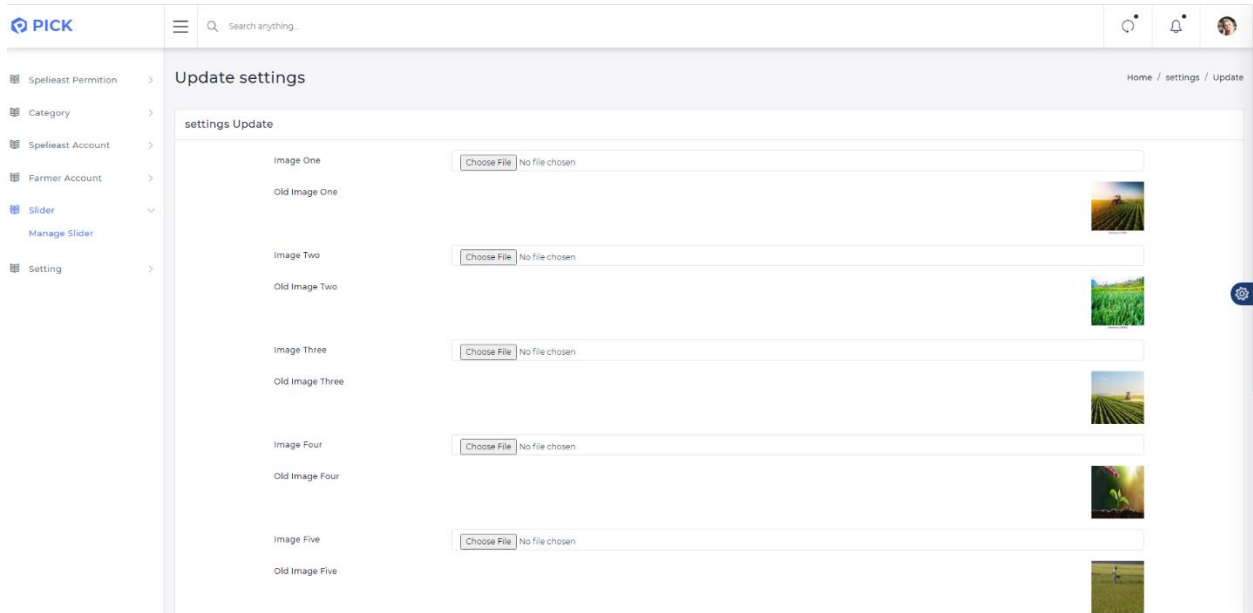 PICK
Search anything...
Spelieast Permition
Category
Spelieast Account
Farmer Account
Slider
Manage Slider
Setting
Update settings
Home / settings / Update
settings Update
Image One
Choose File No file chosen
Old Image One
Image Two
Choose File No file chosen
Old Image Two
Image Three
Choose File No file chosen
Old Image Three
Image Four
Choose File No file chosen
Old Image Four
Image Five
Choose File No file chosen
Old Image Five